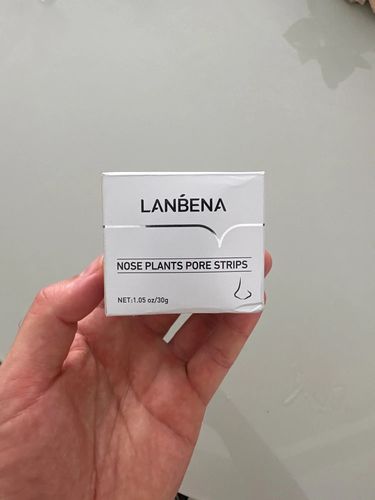 LANBENA
NOSE PLANTS PORE STRIPS
NET:1.05 oz/30g